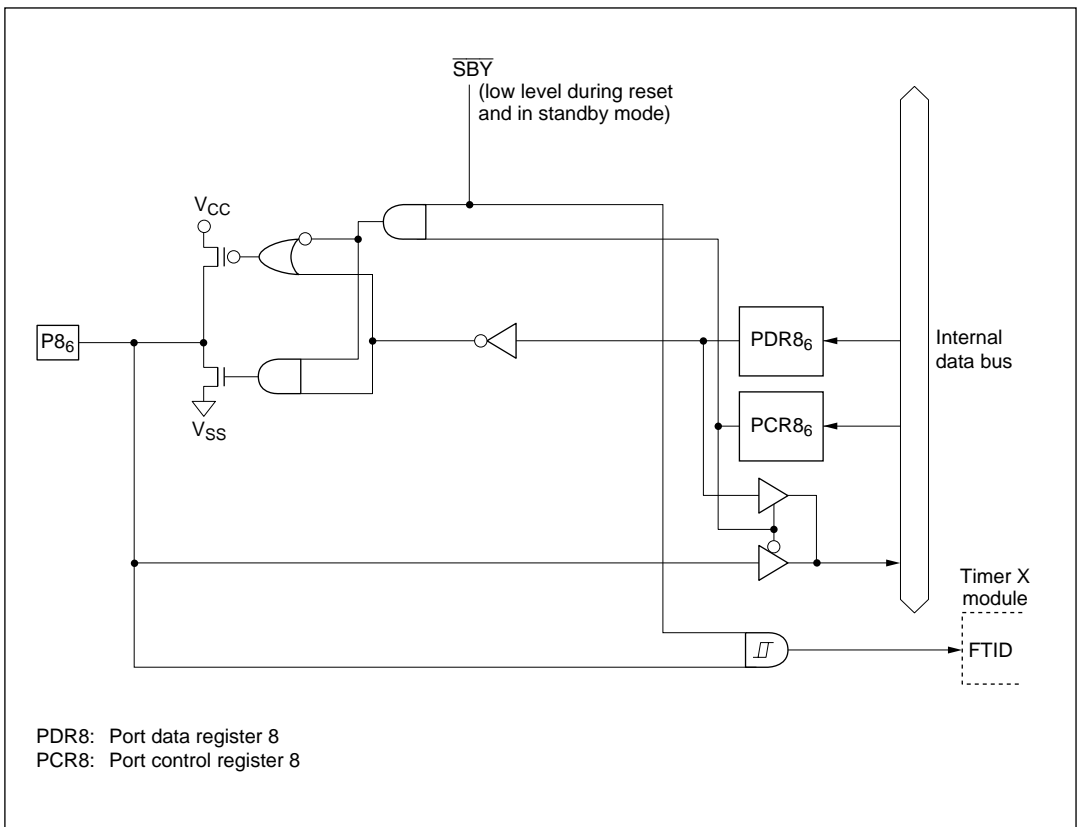 SBY
(low level during reset
and in standby mode)
VCC
P86
VSS
PDR86
PCR86
Internal
data bus
Timer X
module
FTID
PDR8: Port data register 8
PCR8: Port control register 8